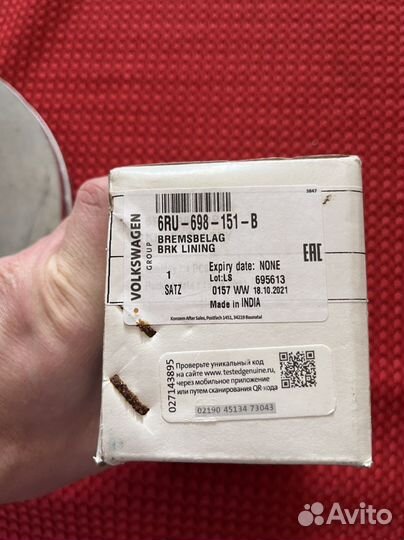 3847
VOLKSWAGEN
GROUP
6RU-698-151-B
BREMSBELAG
BRK LINING
EAC
1
Expiry date: NONE
Lot:LS 695613
SATZ
0157 WW 18.10.2021
Made in INDIA
Konzern After Sales, Postfach 1451, 34219 Baunatal
027143895
Проверьте уникальный код
на сайте www.testedgenuine.ru,
через мобильное приложение
или путем сканирования QR-кода
02190 45134 73043
Avito